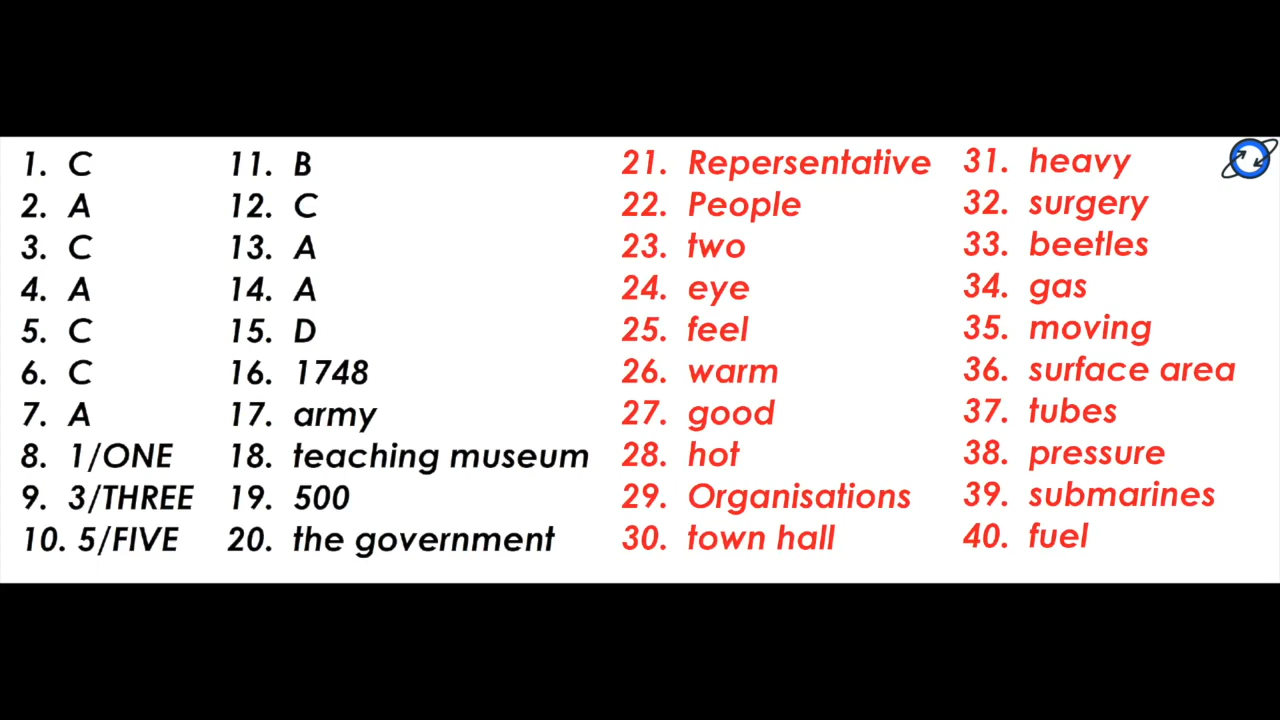 1. C
2. A
3. C
4. A
5. C
6. C
7. A
8. 1/ONE
9. 3/THREE
10. 5/FIVE
11. B
12. C
13. A
14. A
15. D
16. 1748
17. army
18. teaching museum
19. 500
20. the government
21. Repersentative
22. People
23. two
24. eye
25. feel
26. warm
27. good
28. hot
29. Organisations
30. town hall
31. heavy
32. surgery
33. beetles
34. gas
35. moving
36. surface area
37. tubes
38. pressure
39. submarines
40. fuel